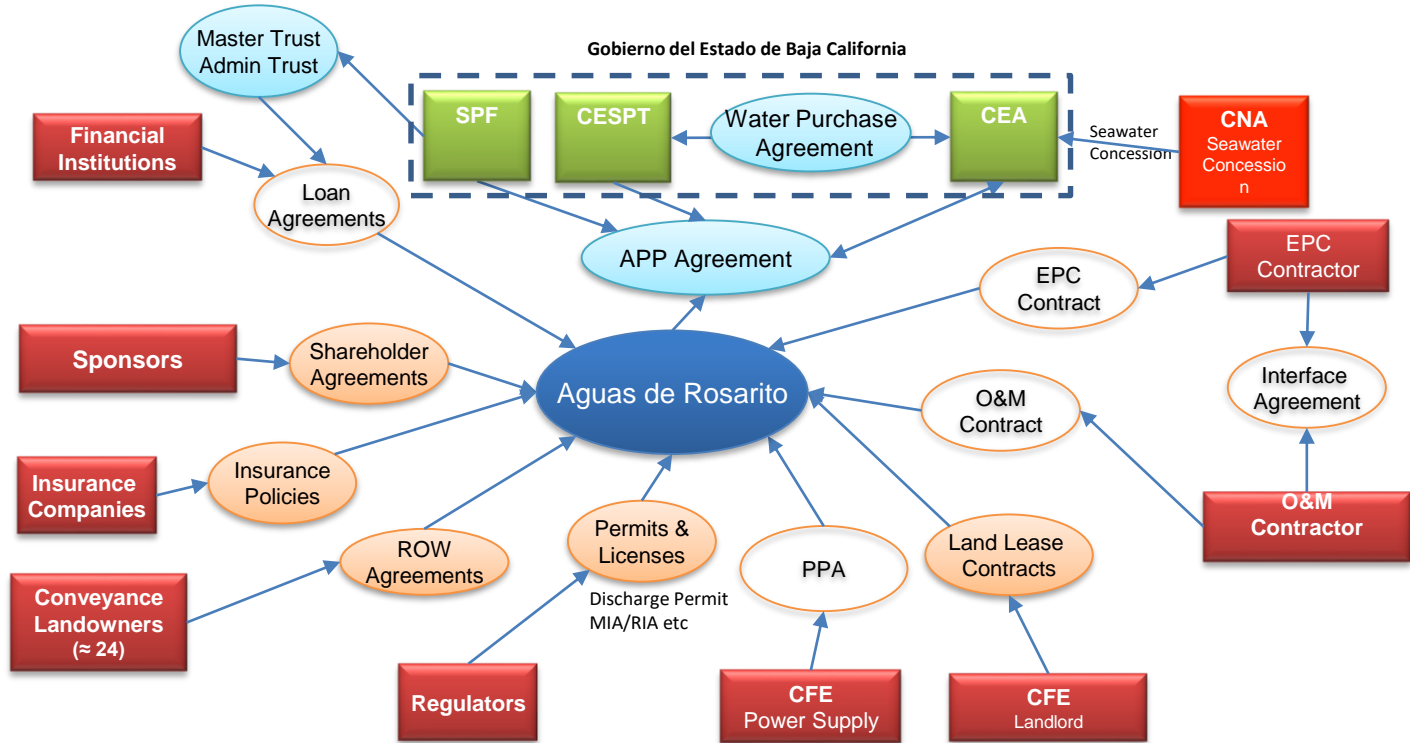 Master Trust
Admin Trust
Gobierno del Estado de Baja California
SPF
CESPT
Water Purchase
Agreement
CEA
Seawater
Concession
CNA
Seawater
Concessio
n
Financial
Institutions
Loan
Agreements
APP Agreement
EPC
Contract
EPC
Contractor
Sponsors
Shareholder
Agreements
Aguas de Rosarito
O&M
Contract
Interface
Agreement
Insurance
Companies
Insurance
Policies
O&M
Contractor
ROW
Agreements
Permits &
Licenses
Discharge Permit
MIA/RIA etc
PPA
Land Lease
Contracts
Conveyance
Landowners
(≈ 24)
Regulators
CFE
Power Supply
CFE
Landlord